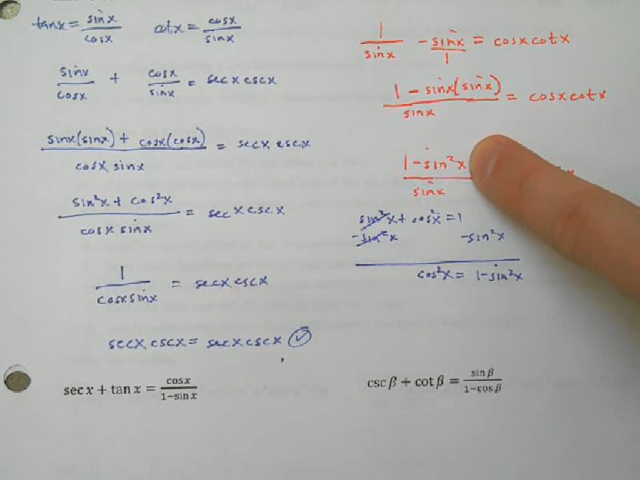 tanx = sinx/cosx cotx = cosx/sinx
sinx/cosx + cosx/sinx = secx cscx
sinx(sinx) + cosx(cosx)/cosx sinx = secx cscx
sin²x + cos²x/cosx sinx = secx cscx
1/cosx sinx = secx cscx
secx cscx = secx cscx ✓
sec x + tan x = cosx/1−sin x
1/sinx - sinx/1 = cosx cotx
1 - sinx(sinx)/sinx = cosx cotx
1 - sin²x/sinx
sin²x + cos²x = 1
-sin²x -sin²x
cos²x = 1 - sin²x
csc β + cot β = sin β/1−cos β